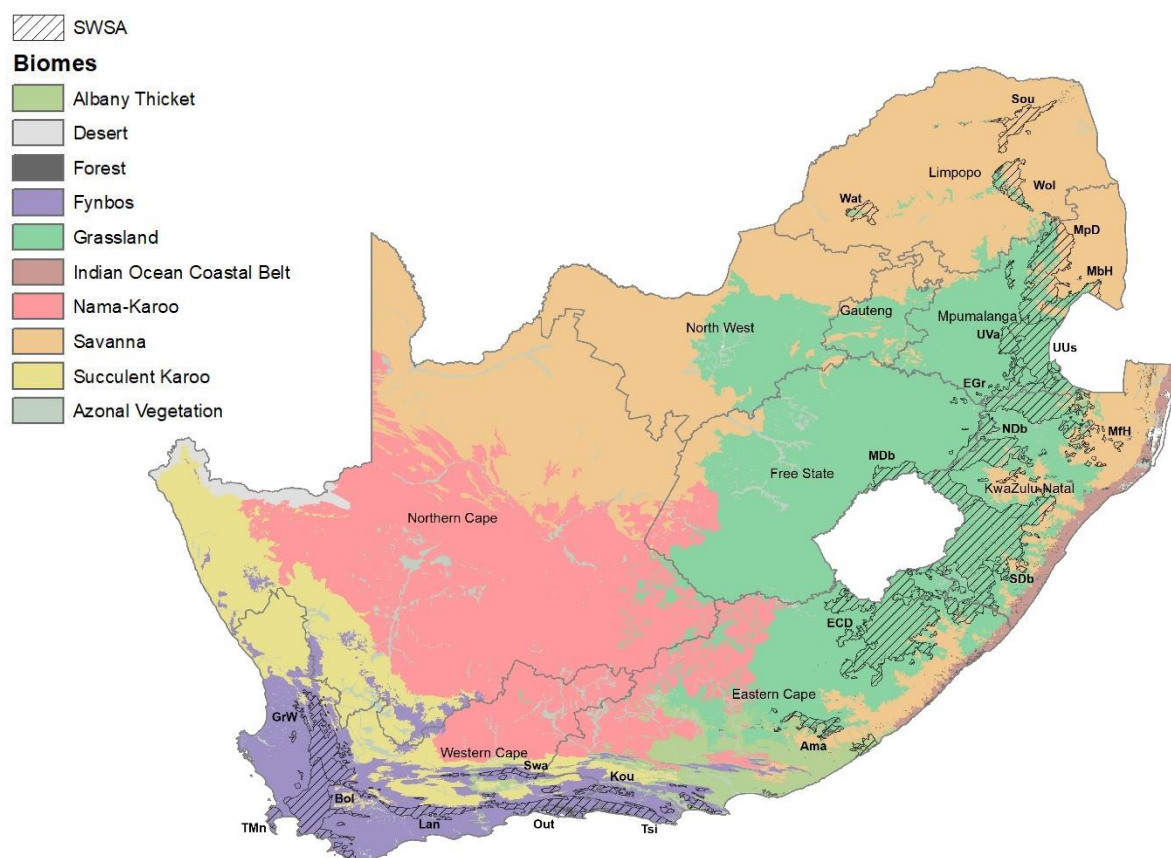 SWSA
Biomes
Albany Thicket
Desert
Forest
Fynbos
Grassland
Indian Ocean Coastal Belt
Nama-Karoo
Savanna
Succulent Karoo
Azonal Vegetation
Sou
Limpopo
Wol
Wat
MpD
MbH
Gauteng
Mpumalanga
North West
UVa
UUs
EGr
NDb
MfH
MDb
Free State
KwaZulu-Natal
Northern Cape
SDb
ECD
Eastern Cape
GrW
Ama
Western Cape
Swa
Kou
Bol
TMn
Lan
Out
Tsi